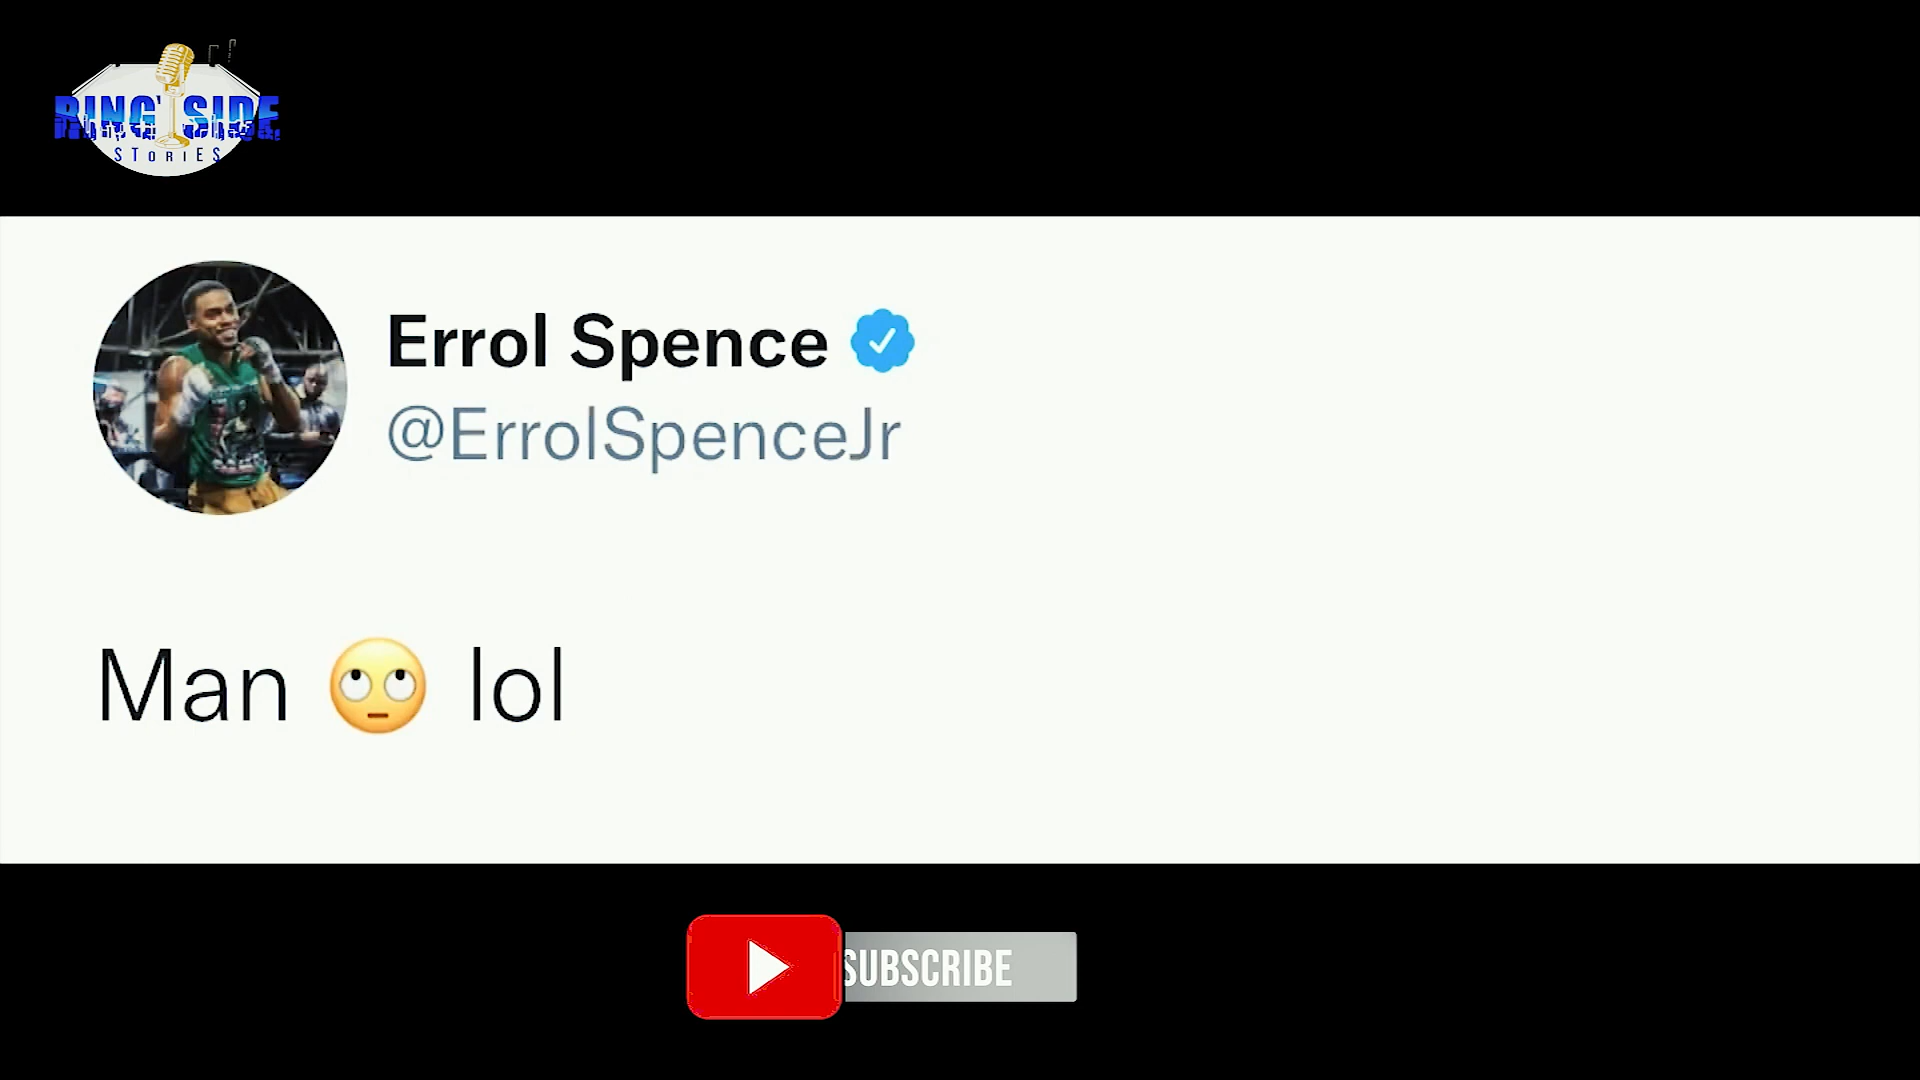 RING SIDE
STORIES
Errol Spence
@ErrolSpenceJr
Man 🙄 lol
SUBSCRIBE